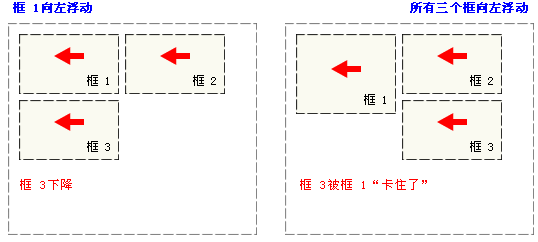 框 1向左浮动
所有三个框向左浮动
框 1
框 2
框 3
框 3下降
框 1
框 2
框 3
框 3被框 1“卡住了”